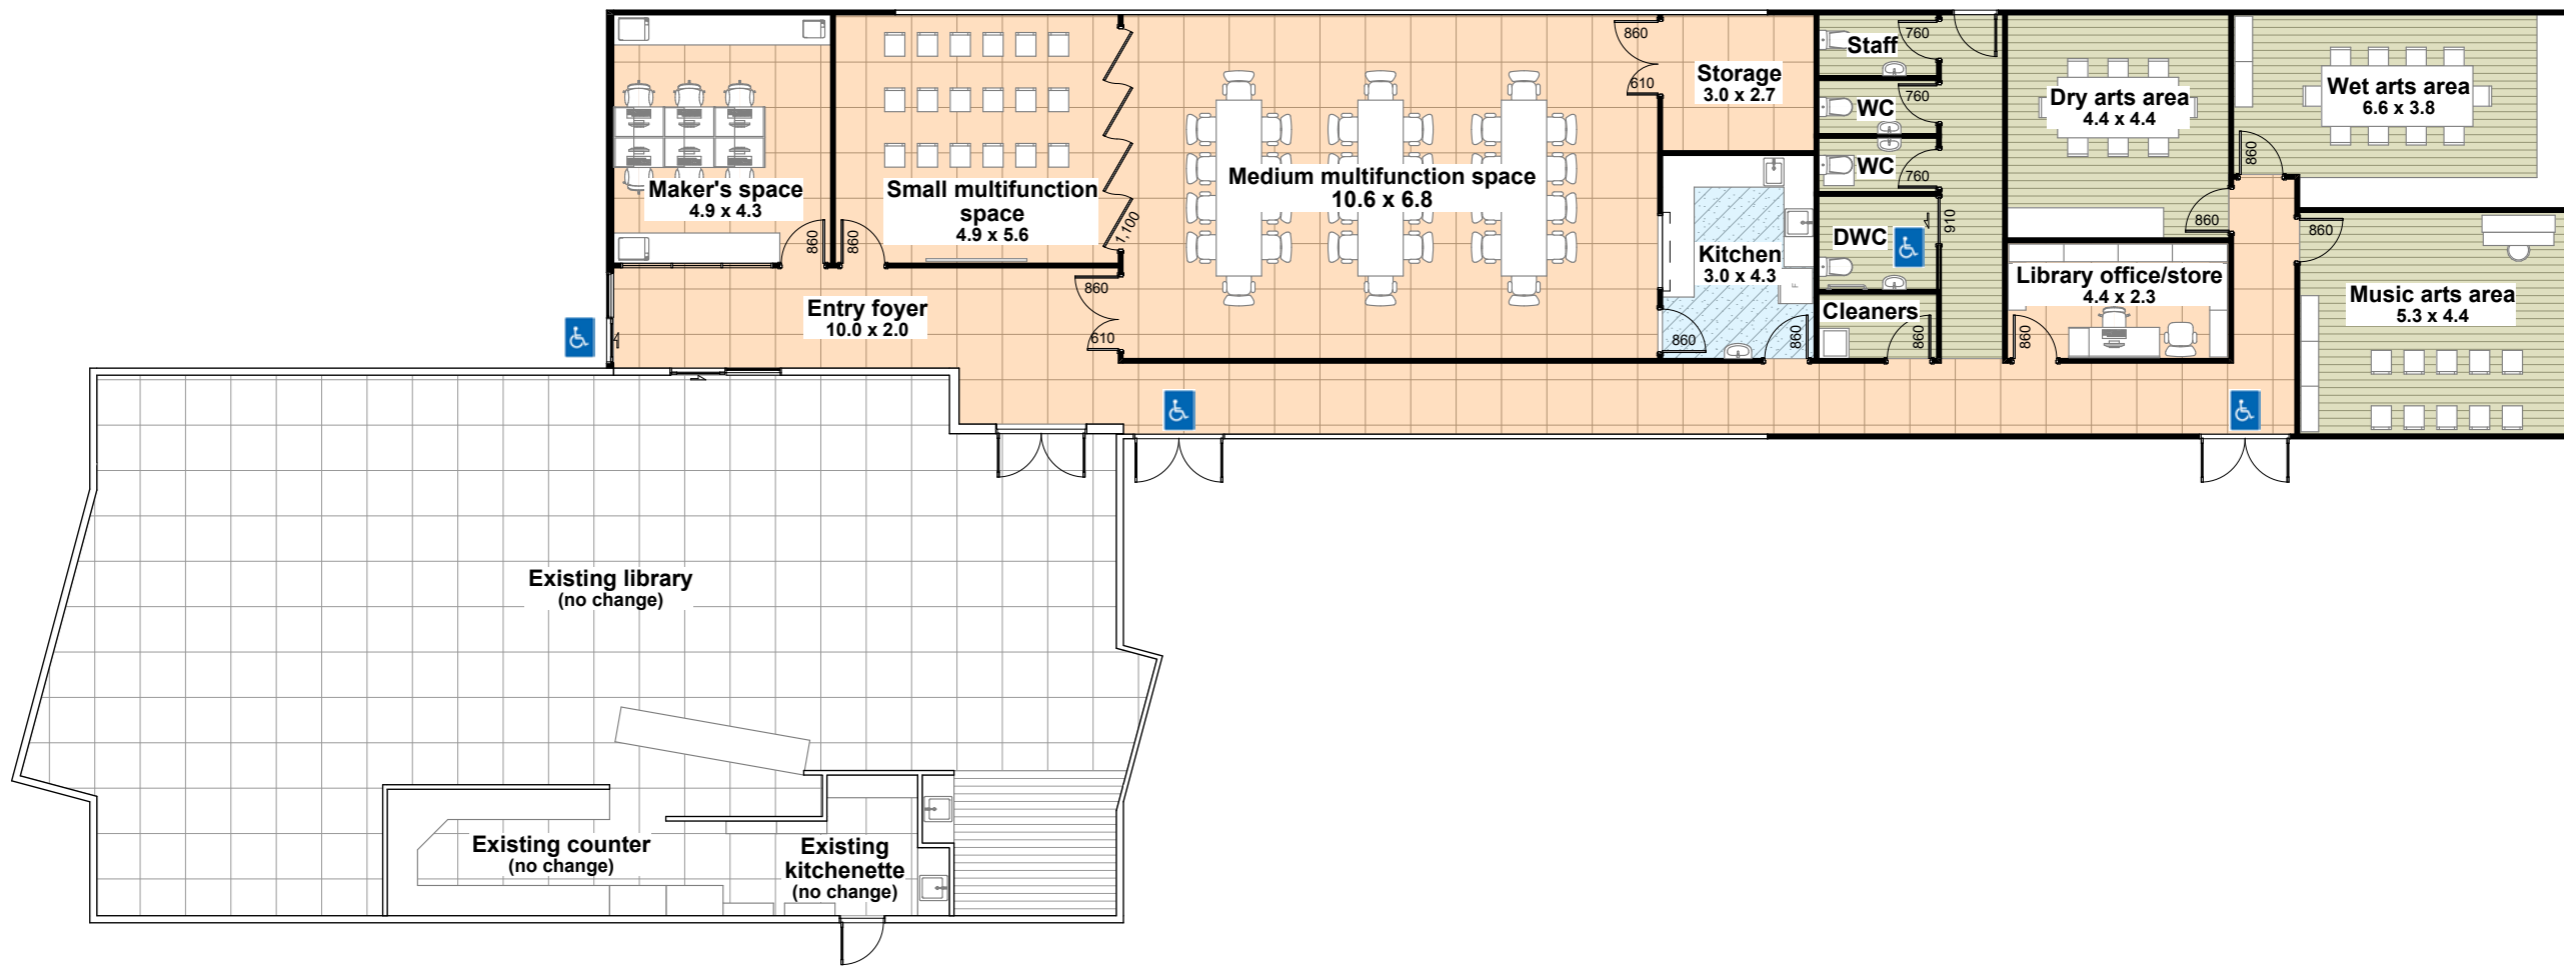 Maker's space
4.9 x 4.3
860
860
Small multifunction
space
4.9 x 5.6
1,100
Medium multifunction space
10.6 x 6.8
860
610
Storage
3.0 x 2.7
Kitchen
3.0 x 4.3
F
860
860
Staff
760
WC
760
WC
760
DWC
910
Cleaners
860
Dry arts area
4.4 x 4.4
860
Library office/store
4.4 x 2.3
860
Wet arts area
6.6 x 3.8
860
Music arts area
5.3 x 4.4
860
Entry foyer
10.0 x 2.0
860
610
Existing library
(no change)
Existing counter
(no change)
Existing
kitchenette
(no change)